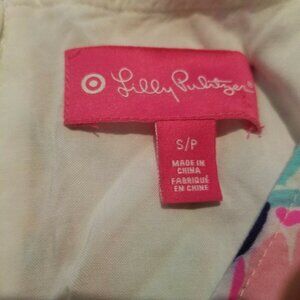 Lilly Pulitzer
S/P
MADE IN
CHINA
FABRIQUÉ
EN CHINE